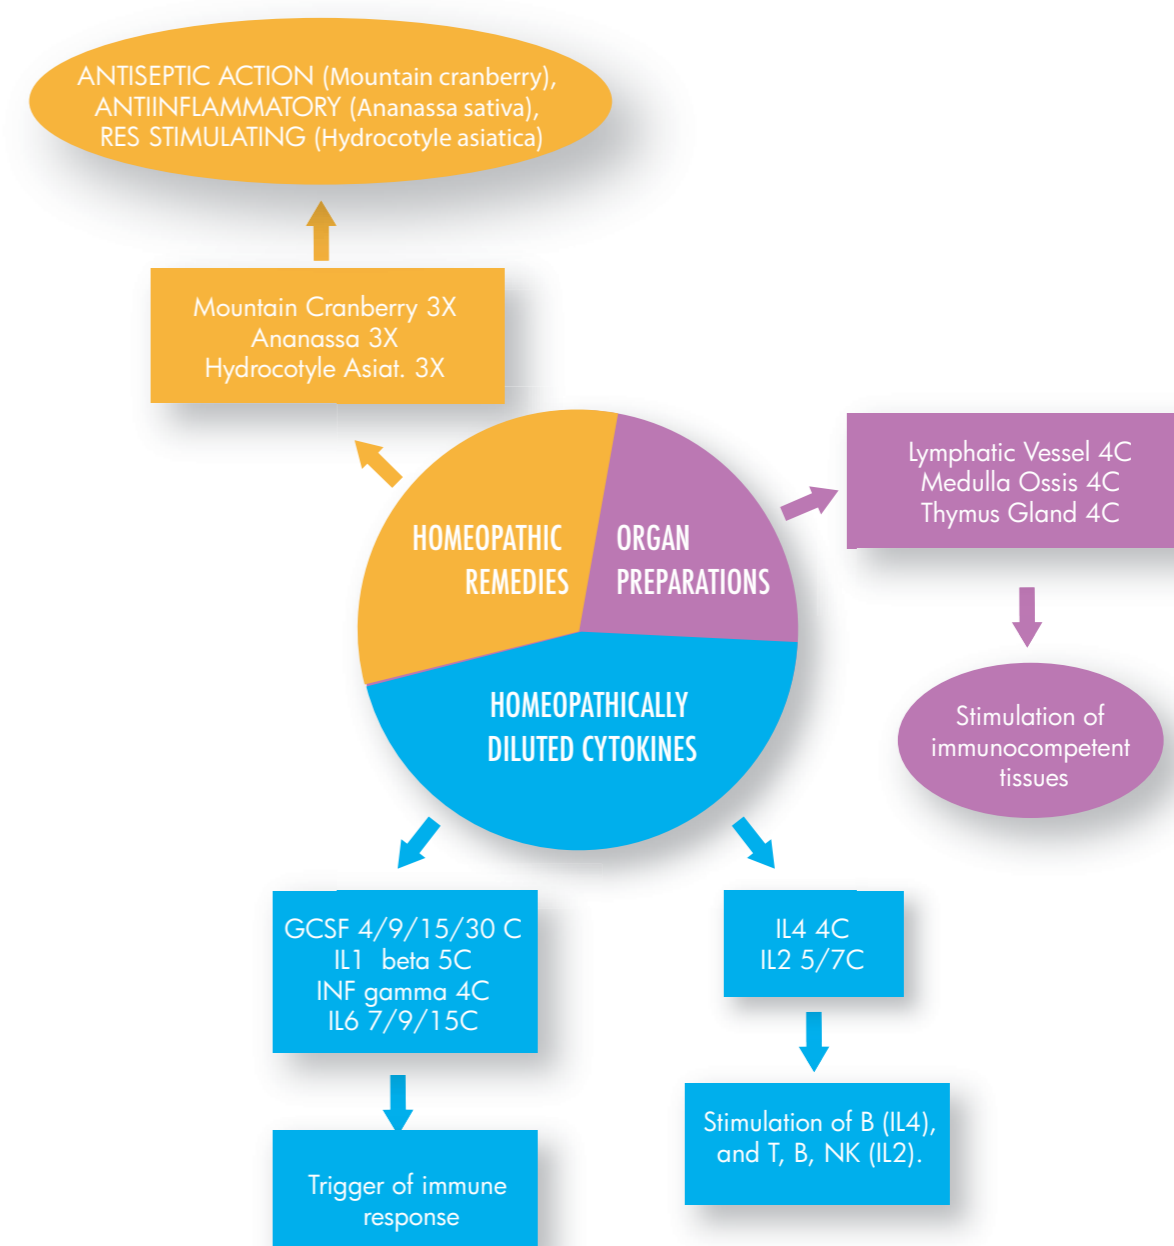 ANTISEPTIC ACTION (Mountain cranberry),
ANTIINFLAMMATORY (Ananassa sativa),
RES STIMULATING (Hydrocotyle asiatica)
Mountain Cranberry 3X
Ananassa 3X
Hydrocotyle Asiat. 3X
Lymphatic Vessel 4C
Medulla Ossis 4C
Thymus Gland 4C
HOMEOPATHIC
REMEDIES
ORGAN
PREPARATIONS
HOMEOPATHICALLY
DILUTED CYTOKINES
Stimulation of
immunocompetent
tissues
GCSF 4/9/15/30 C
IL1 beta 5C
INF gamma 4C
IL6 7/9/15C
IL4 4C
IL2 5/7C
Trigger of immune
response
Stimulation of B (IL4),
and T, B, NK (IL2).